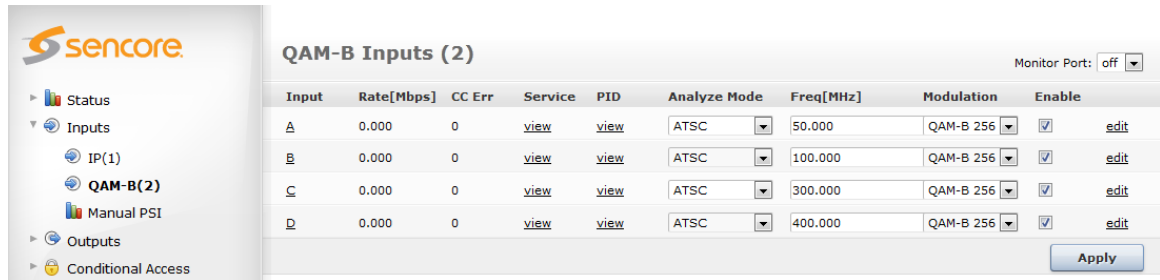 sencore
Status
Inputs
IP(1)
QAM-B(2)
Manual PSI
Outputs
Conditional Access
QAM-B Inputs (2)
Monitor Port: off
Input Rate[Mbps] CC Err Service PID Analyze Mode Freq[MHz] Modulation Enable
A 0.000 0 view view ATSC 50.000 QAM-B 256 edit
B 0.000 0 view view ATSC 100.000 QAM-B 256 edit
C 0.000 0 view view ATSC 300.000 QAM-B 256 edit
D 0.000 0 view view ATSC 400.000 QAM-B 256 edit
Apply